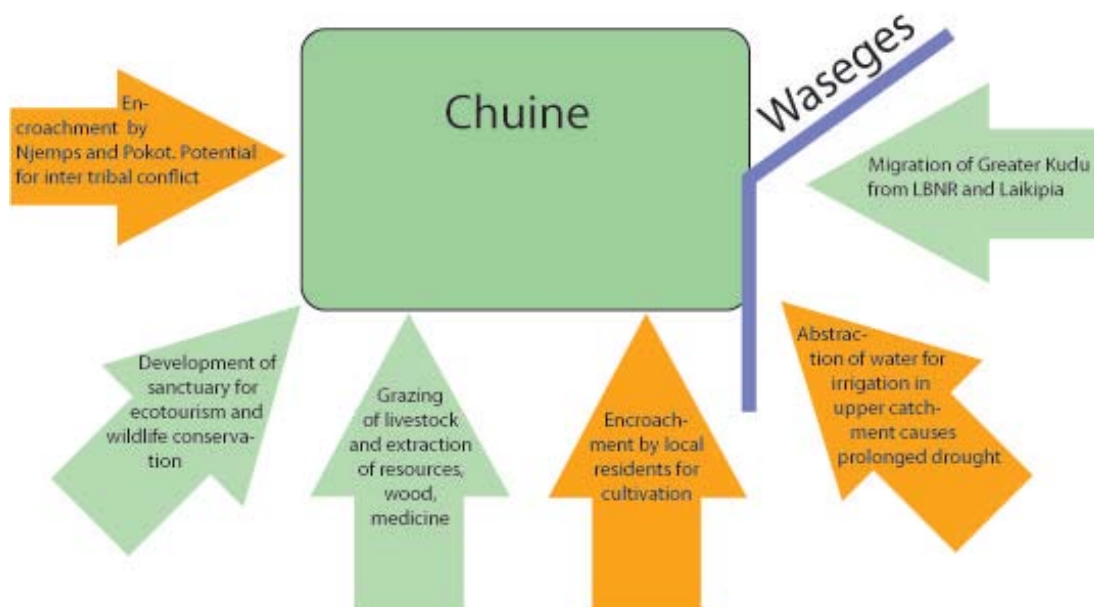 Chuine
Waseges
En-
croachment by
Njemps and Pokot. Potential
for inter tribal conflict
Migration of Greater Kudu
from LBNR and Laikipia
Development of
sanctuary for
ecotourism and
wildlife conserva-
tion
Grazing
of livestock
and extraction
of resources,
wood,
medicine
Encroach-
ment by local
residents for
cultivation
Abstrac-
tion of water for
irrigation in
upper catch-
ment causes
prolonged drought